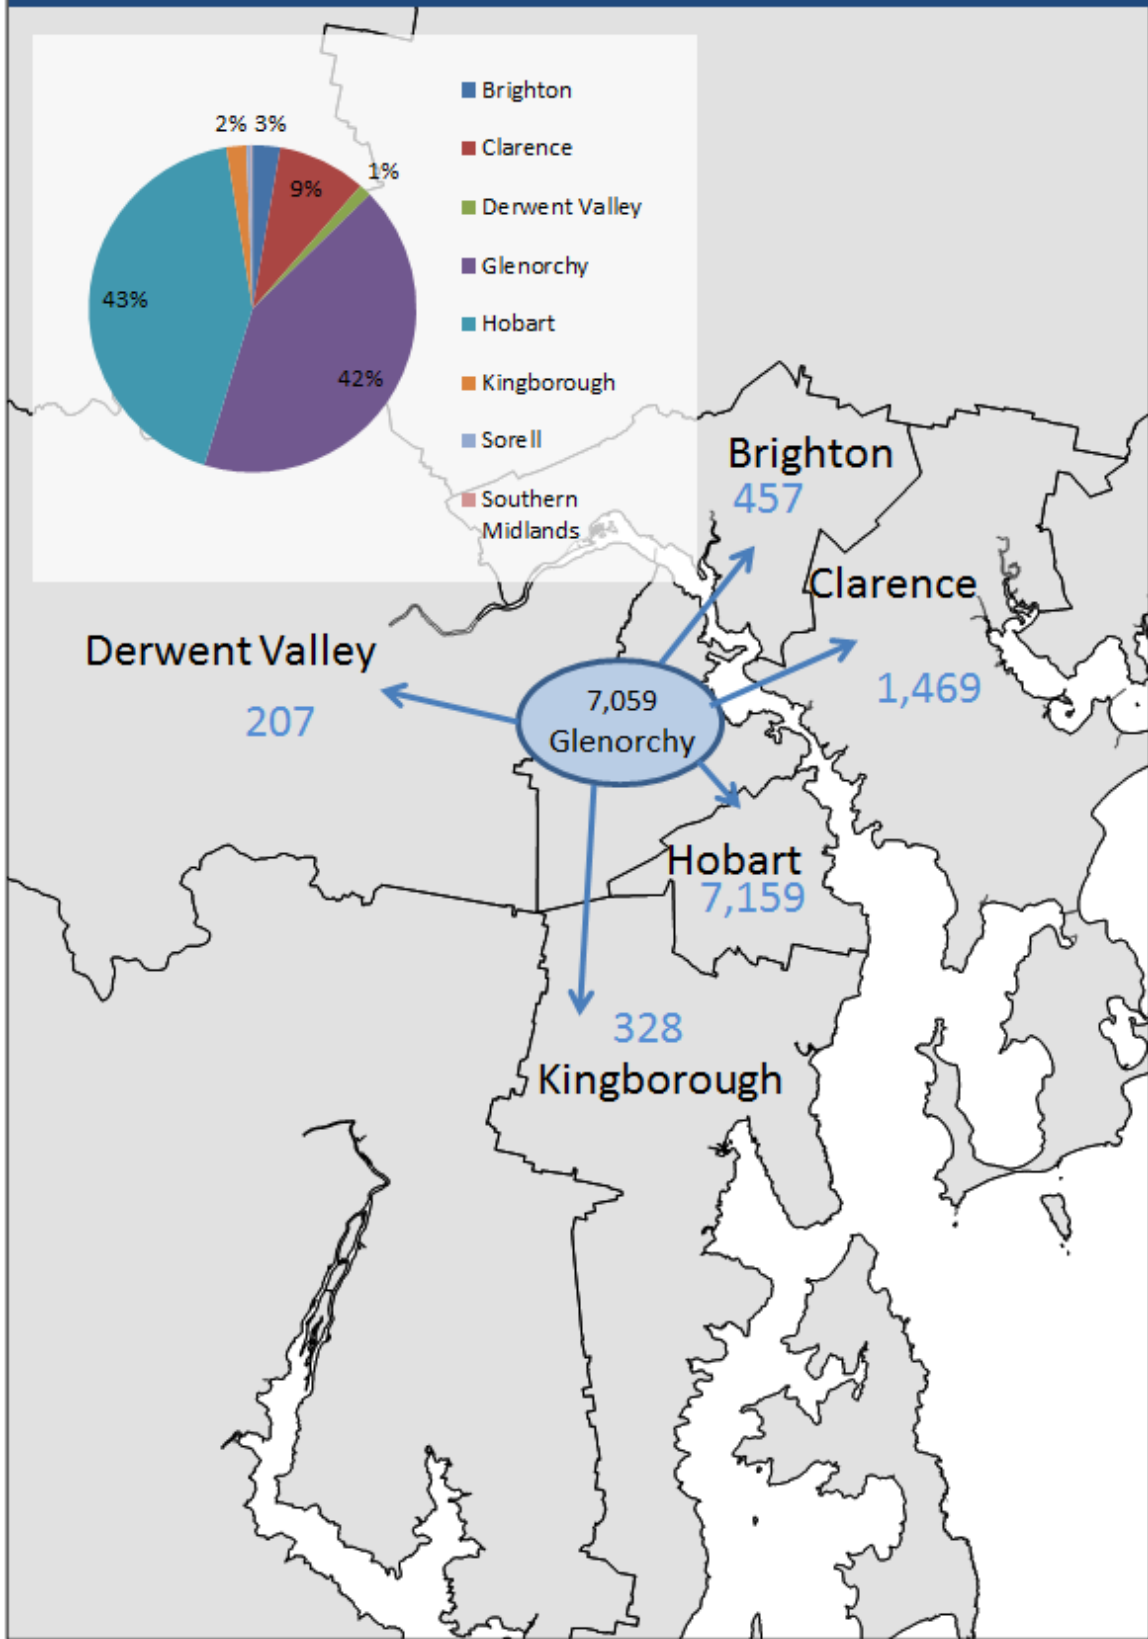 2% 3%
1%
9%
43%
42%
Brighton
Clarence
Derwent Valley
Glenorchy
Hobart
Kingborough
Sorell
Southern
Midlands
Brighton
457
Clarence
1,469
Derwent Valley
207
7,059
Glenorchy
Hobart
7,159
328
Kingborough